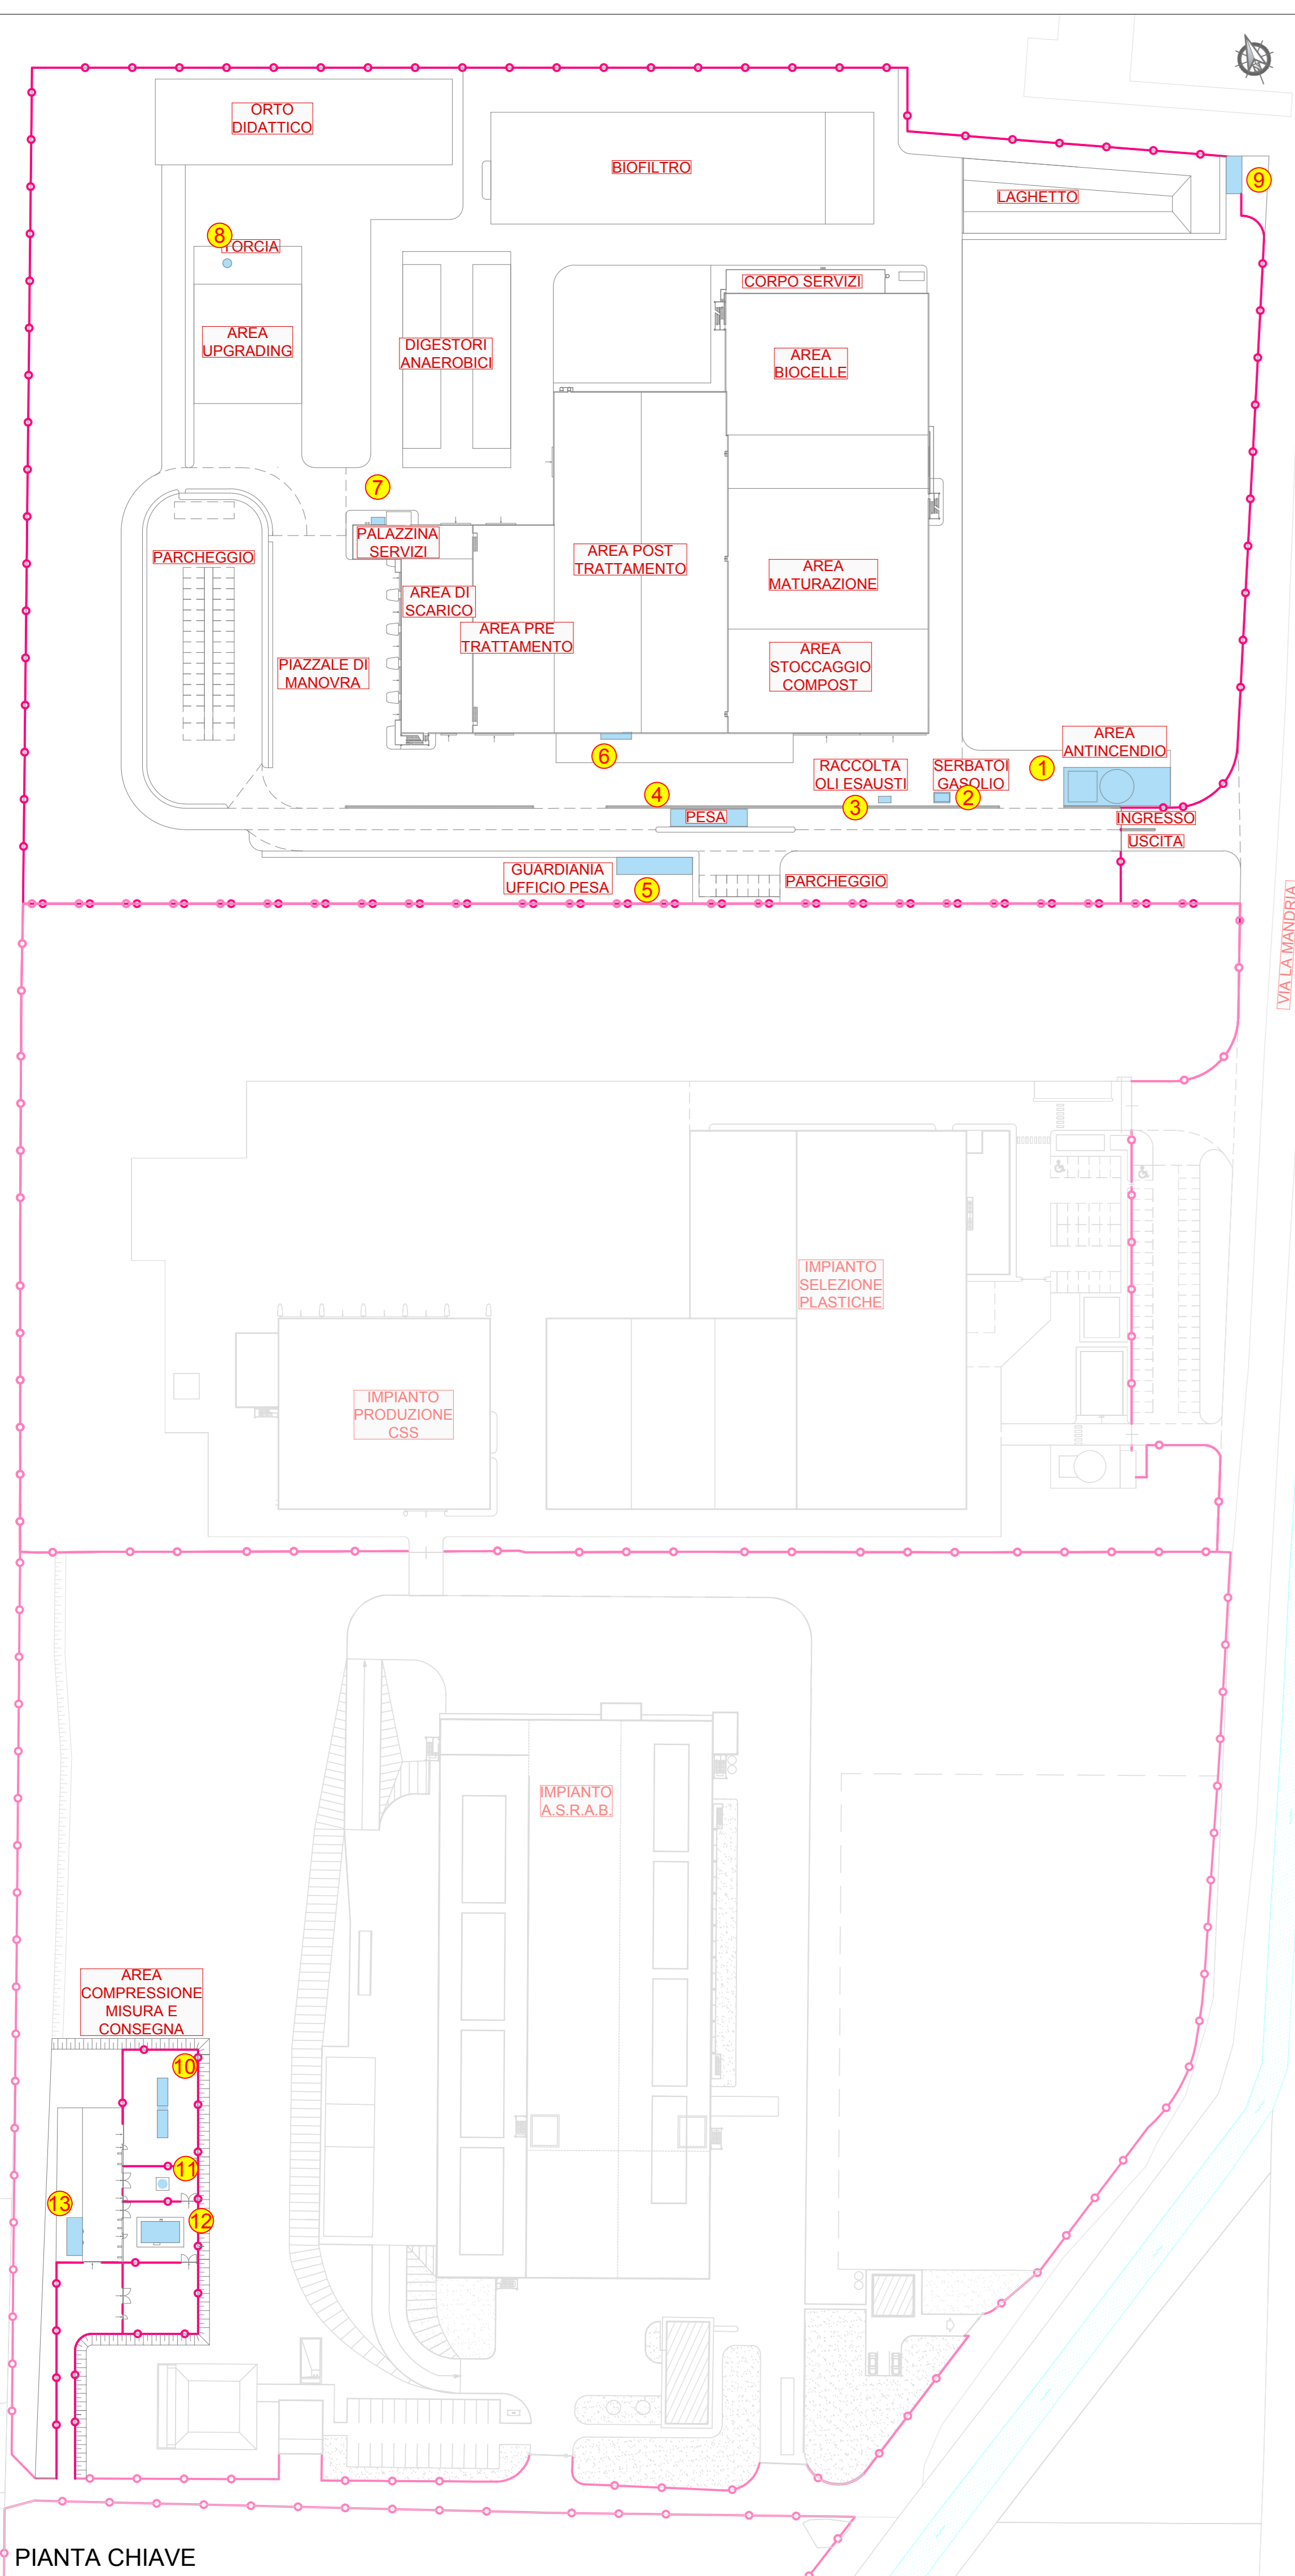 ORTO
DIDATTICO
BIOFILTRO
9
LAGHETTO
8
TORCIA
CORPO SERVIZI
AREA
UPGRADING
DIGESTORI
ANAEROBICI
AREA
BIOCELLE
7
PALAZZINA
SERVIZI
PARCHEGGIO
AREA POST
TRATTAMENTO
AREA
MATURAZIONE
AREA DI
SCARICO
AREA PRE
TRATTAMENTO
PIAZZALE DI
MANOVRA
AREA
STOCCAGGIO
COMPOST
6
AREA
ANTINCENDIO
1
RACCOLTA
OLI ESAUSTI
SERBATOI
GASOLIO
4
3
2
PESA
INGRESSO
USCITA
GUARDIANIA
UFFICIO PESA
5
PARCHEGGIO
VIA LA MANDRIA
IMPIANTO
SELEZIONE
PLASTICHE
IMPIANTO
PRODUZIONE
CSS
IMPIANTO
A.S.R.A.B.
AREA
COMPRESSIONE
MISURA E
CONSEGNA
10
11
13
12
PIANTA CHIAVE